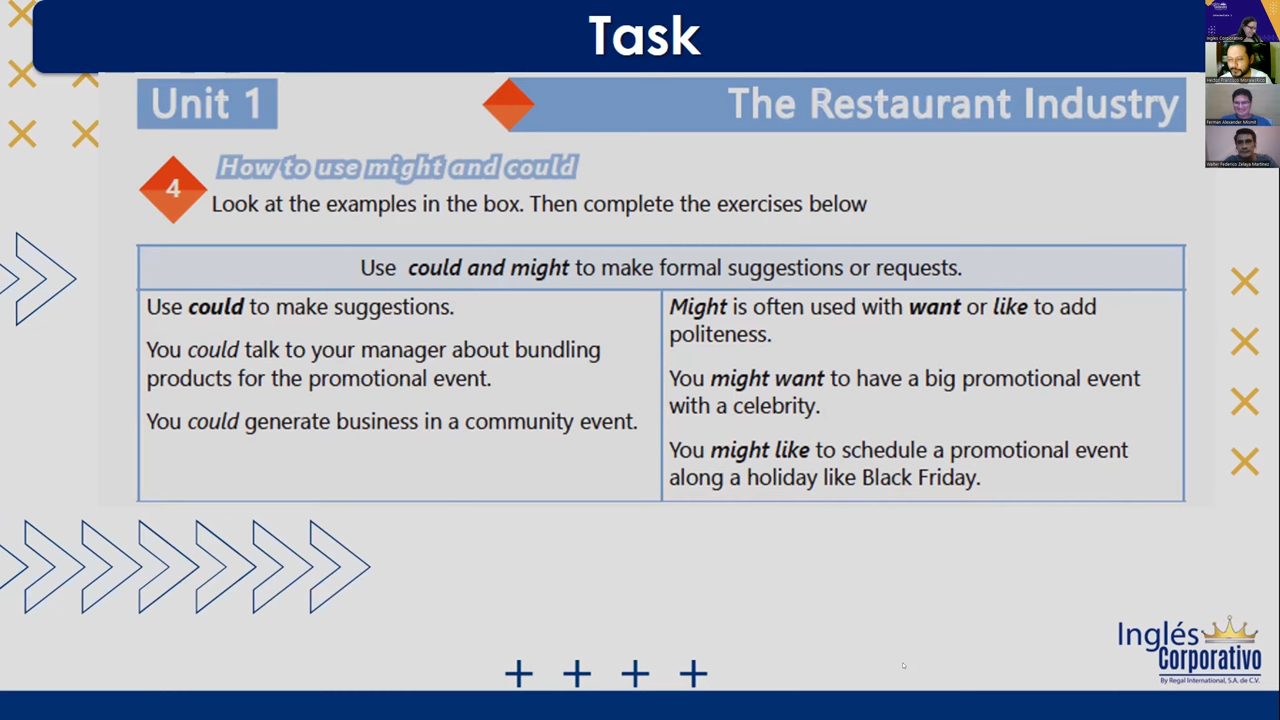 Task
Unit 1
The Restaurant Industry
How to use might and could
4
Look at the examples in the box. Then complete the exercises below
Use could and might to make formal suggestions or requests.
Use could to make suggestions.
You could talk to your manager about bundling
products for the promotional event.
You could generate business in a community event.
Might is often used with want or like to add
politeness.
You might want to have a big promotional event
with a celebrity.
You might like to schedule a promotional event
along a holiday like Black Friday.
Inglés
Corporativo
By Regal International, S.A. de C.V.
Inglés Corporativo